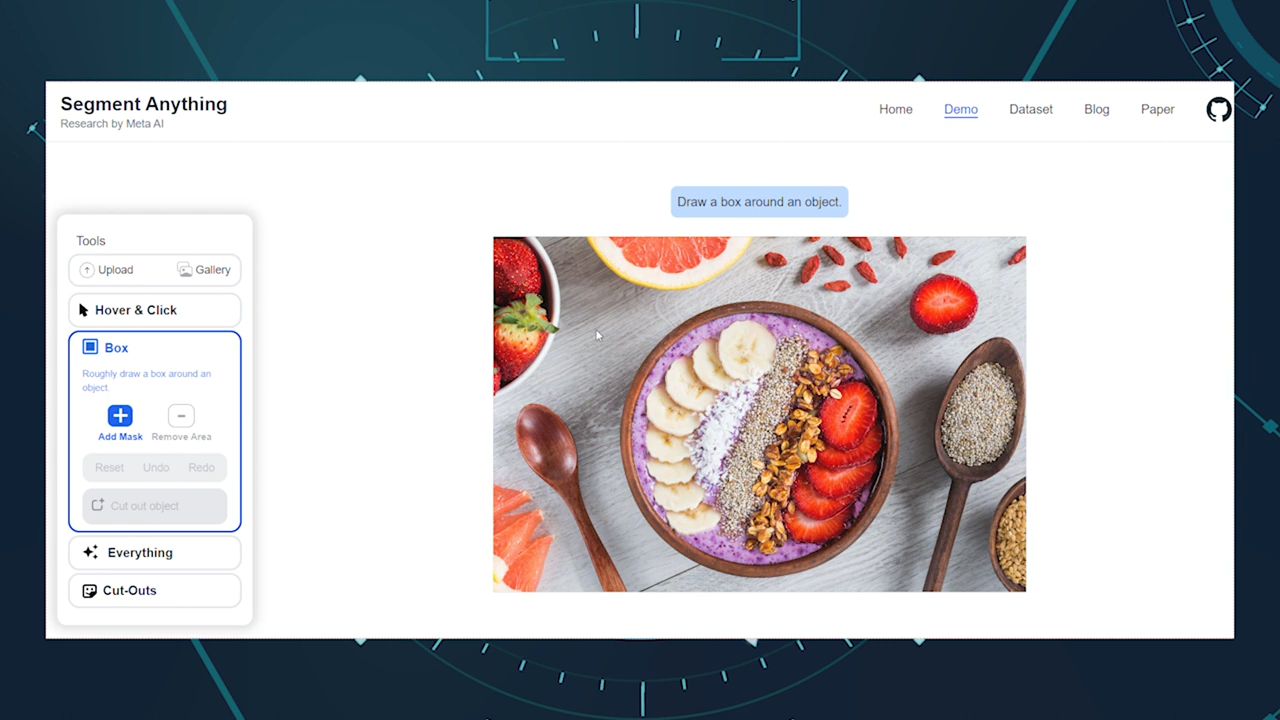 Segment Anything
Research by Meta AI
Home Demo Dataset Blog Paper
Draw a box around an object.
Tools
Upload Gallery
Hover & Click
Box
Roughly draw a box around an
object.
Add Mask Remove Area
Reset Undo Redo
Cut out object
Everything
Cut-Outs